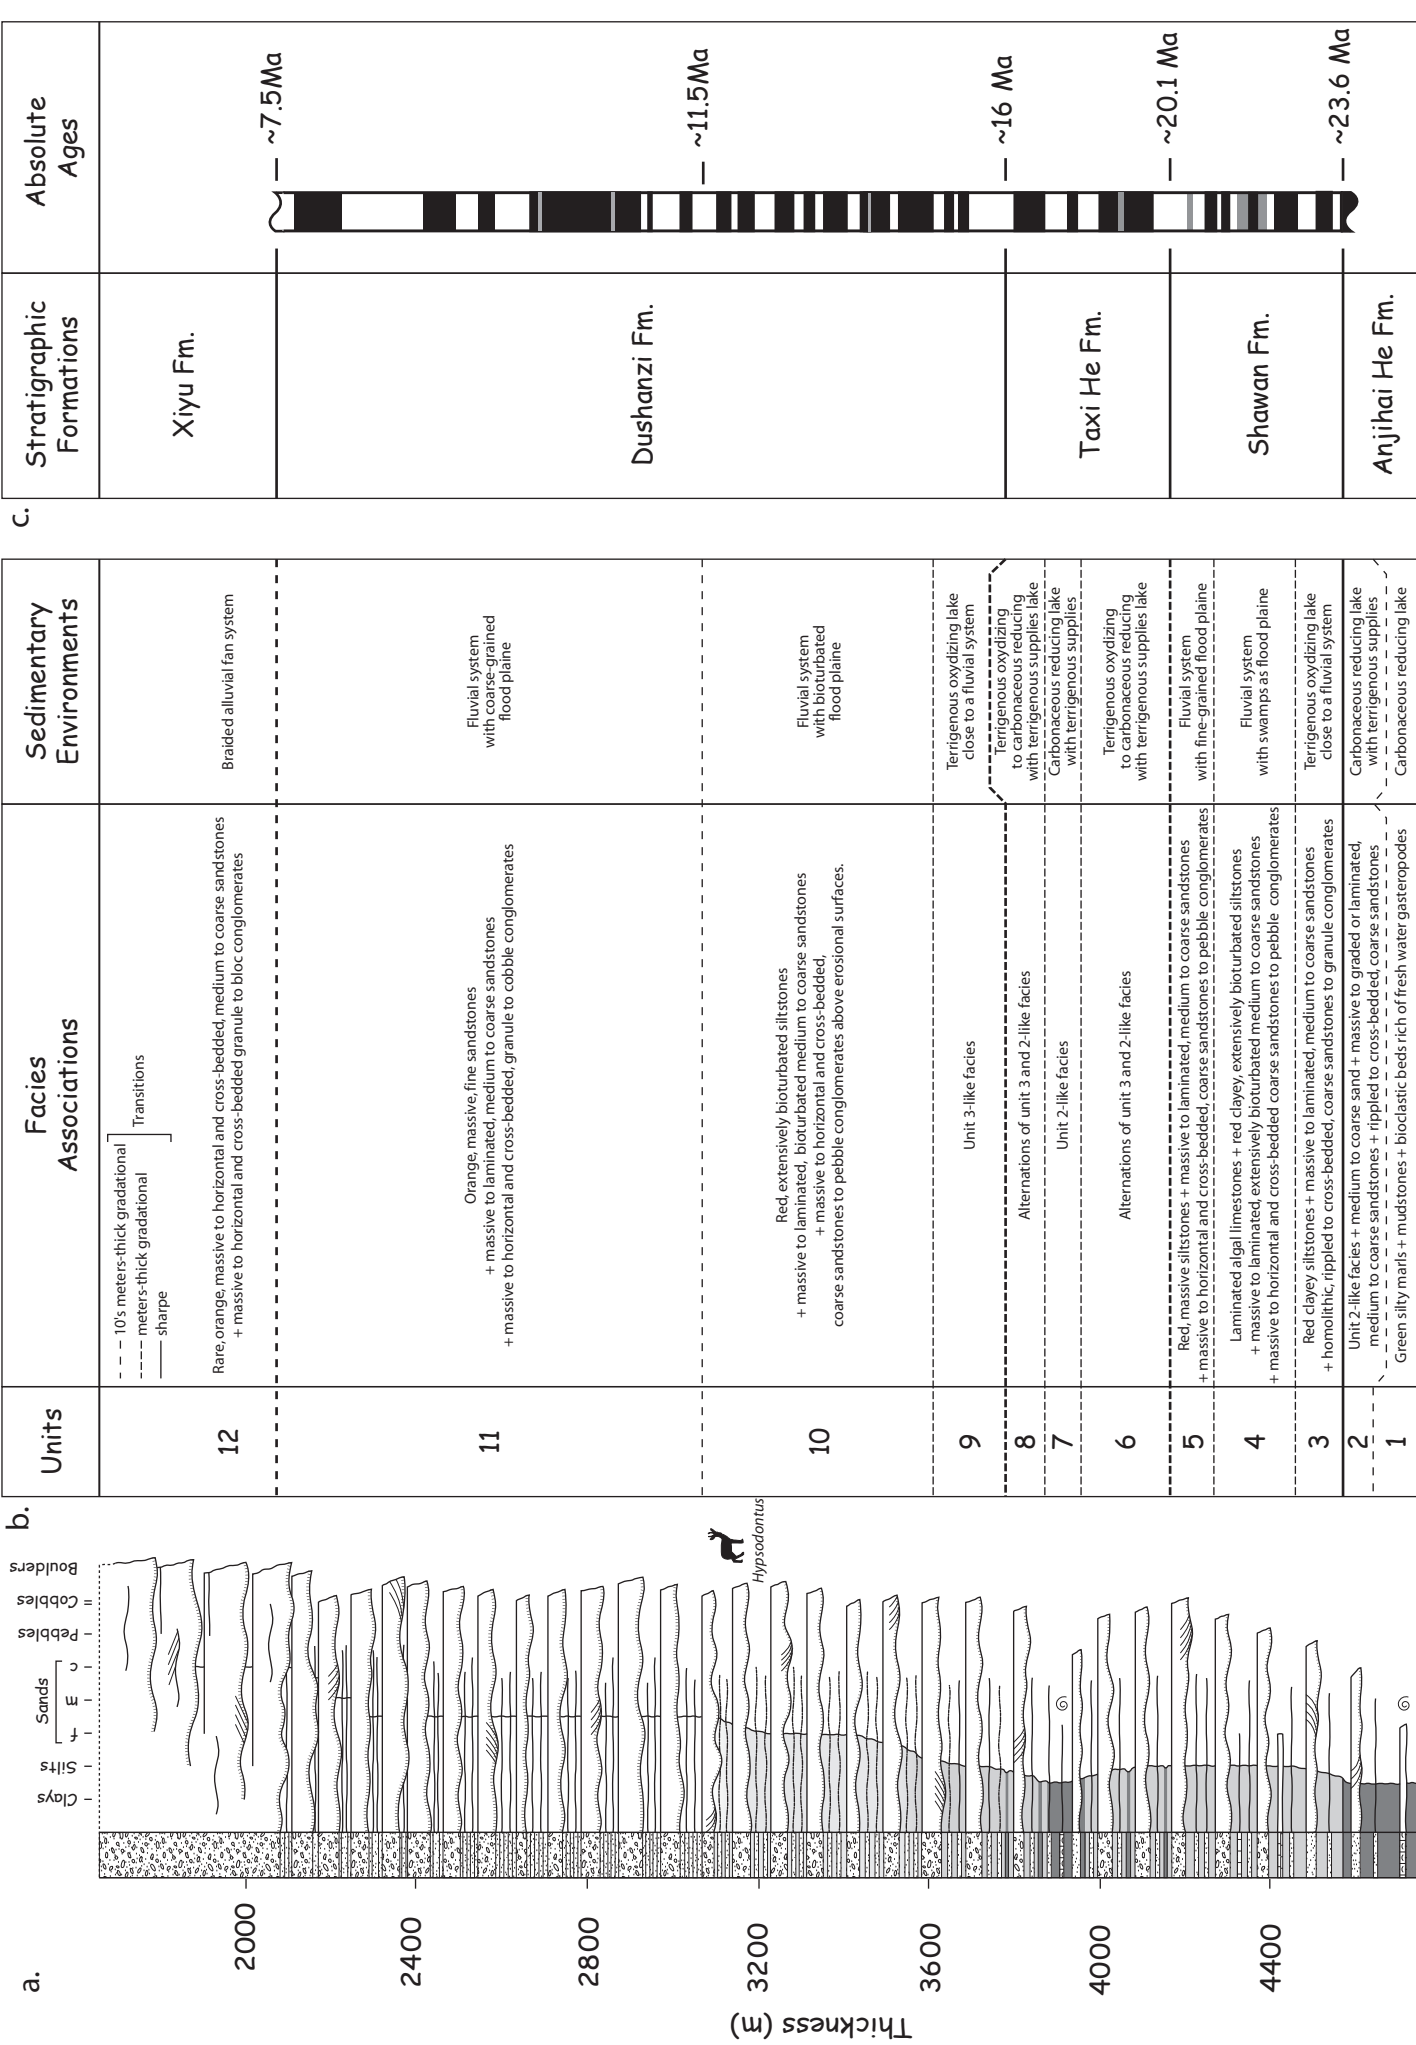 a.
Thickness (m)
2000
2400
2800
3200
3600
4000
4400
Clays
Silts
f
m
c
Sands
Pebbles
Cobbles
Boulders
Hypsodontus
b.
Units
Facies
Associations
Sedimentary
Environments
10's meters-thick gradational
meters-thick gradational
sharpe
Transitions
12
Rare, orange, massive to horizontal and cross-bedded, medium to coarse sandstones
+ massive to horizontal and cross-bedded granule to bloc conglomerates
Braided alluvial fan system
11
Orange, massive, fine sandstones
+ massive to laminated, medium to coarse sandstones
+ massive to horizontal and cross-bedded, granule to cobble conglomerates
Fluvial system
with coarse-grained
flood plaine
10
Red, extensively bioturbated siltstones
+ massive to laminated, bioturbated medium to coarse sandstones
+ massive to horizontal and cross-bedded,
coarse sandstones to pebble conglomerates above erosional surfaces.
Fluvial system
with bioturbated
flood plaine
9
Unit 3-like facies
Terrigenous oxydizing lake
close to a fluvial system
8
Alternations of unit 3 and 2-like facies
Terrigenous oxydizing
to carbonaceous reducing
with terrigenous supplies lake
7
Unit 2-like facies
Carbonaceous reducing lake
with terrigenous supplies
6
Alternations of unit 3 and 2-like facies
Terrigenous oxydizing
to carbonaceous reducing
with terrigenous supplies lake
5
Red, massive siltstones + massive to laminated, medium to coarse sandstones
+ massive to horizontal and cross-bedded, coarse sandstones to pebble conglomerates
Fluvial system
with fine-grained flood plaine
4
Laminated algal limestones + red clayey, extensively bioturbated siltstones
+ massive to laminated, extensively bioturbated medium to coarse sandstones
+ massive to horizontal and cross-bedded coarse sandstones to pebble conglomerates
Fluvial system
with swamps as flood plaine
3
Red clayey siltstones + massive to laminated, medium to coarse sandstones
+ homolithic, rippled to cross-bedded, coarse sandstones to granule conglomerates
Terrigenous oxydizing lake
close to a fluvial system
2
Unit 2-like facies + medium to coarse sand + massive to graded or laminated,
medium to coarse sandstones + rippled to cross-bedded, coarse sandstones
Carbonaceous reducing lake
with terrigenous supplies
1
Green silty marls + mudstones + bioclastic beds rich of fresh water gasteropodes
Carbonaceous reducing lake
c.
Stratigraphic
Formations
Absolute
Ages
Xiyu Fm.
~7.5Ma
Dushanzi Fm.
~11.5Ma
~16 Ma
Taxi He Fm.
~20.1 Ma
Shawan Fm.
~23.6 Ma
Anjihai He Fm.